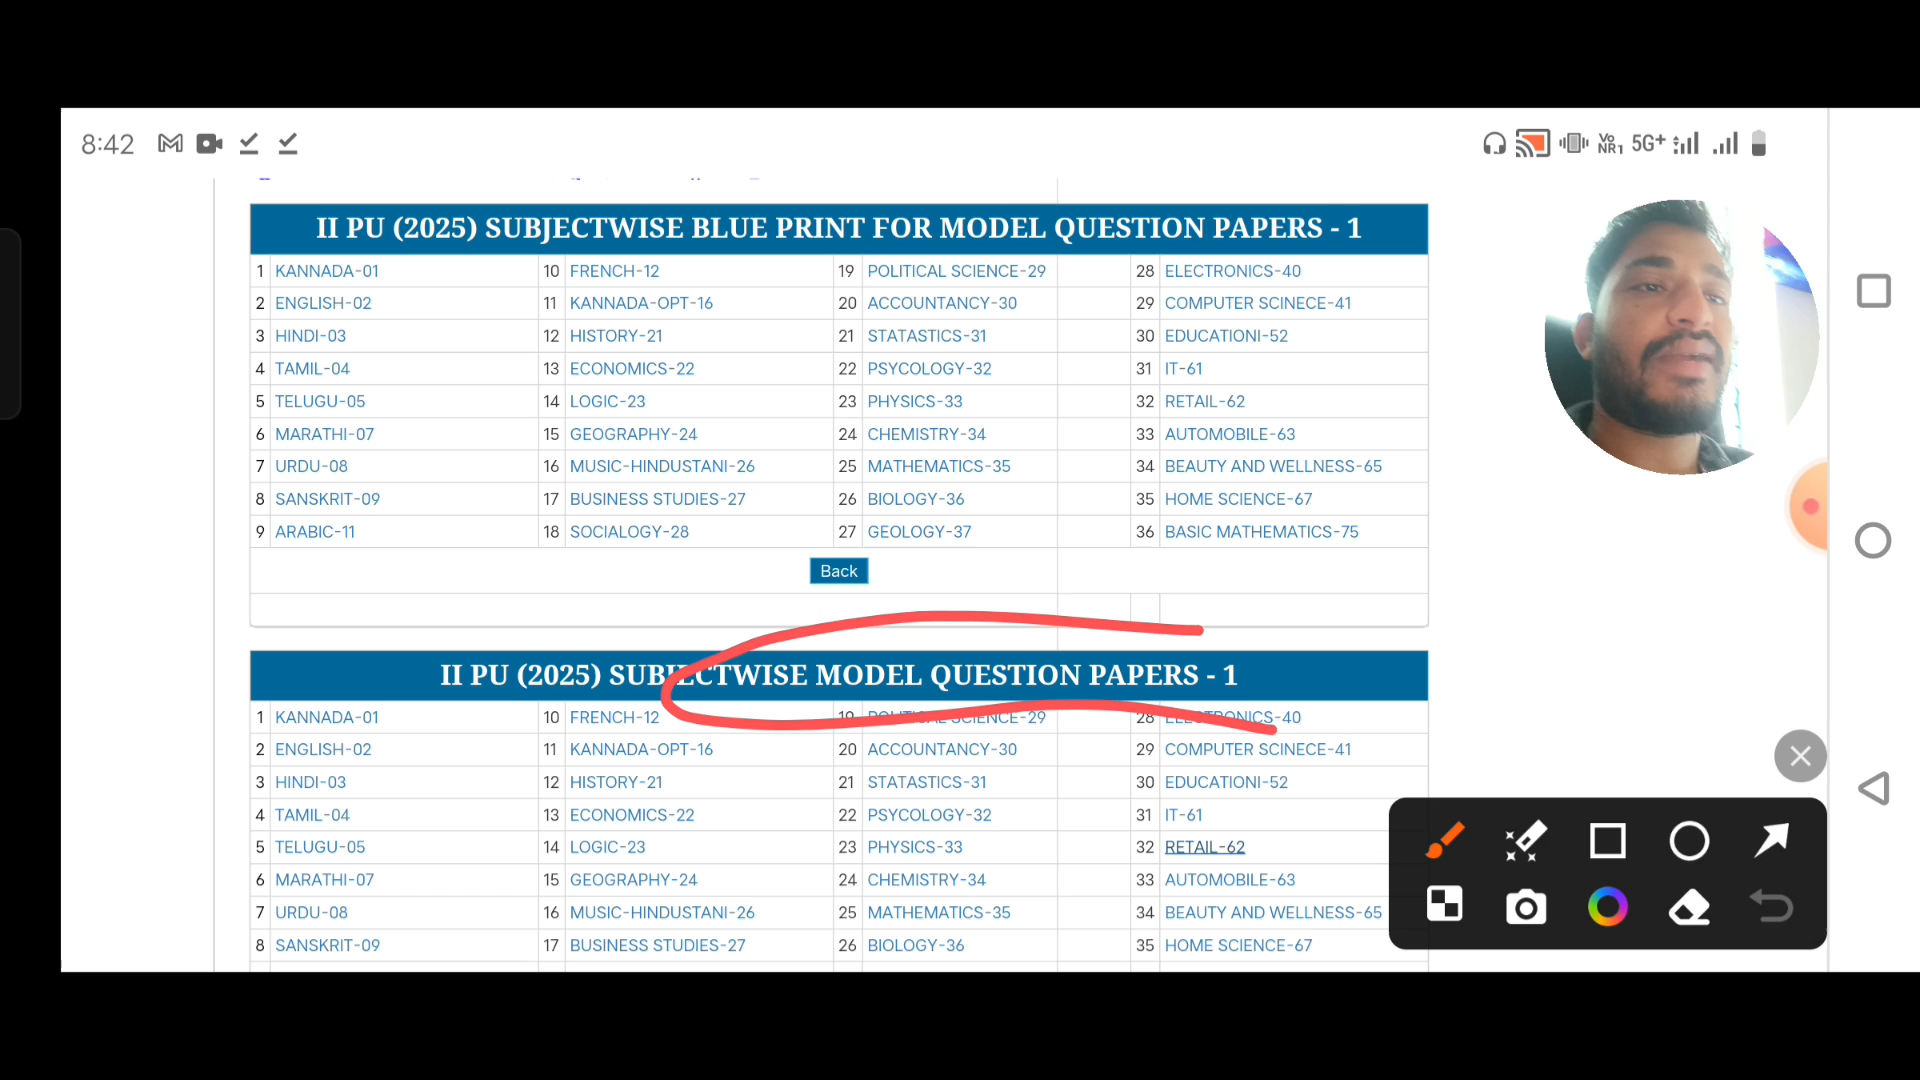 8:42 Vo NR1 5G+
II PU (2025) SUBJECTWISE BLUE PRINT FOR MODEL QUESTION PAPERS - 1
1 KANNADA-01 10 FRENCH-12 19 POLITICAL SCIENCE-29 28 ELECTRONICS-40
2 ENGLISH-02 11 KANNADA-OPT-16 20 ACCOUNTANCY-30 29 COMPUTER SCINECE-41
3 HINDI-03 12 HISTORY-21 21 STATASTICS-31 30 EDUCATIONI-52
4 TAMIL-04 13 ECONOMICS-22 22 PSYCOLOGY-32 31 IT-61
5 TELUGU-05 14 LOGIC-23 23 PHYSICS-33 32 RETAIL-62
6 MARATHI-07 15 GEOGRAPHY-24 24 CHEMISTRY-34 33 AUTOMOBILE-63
7 URDU-08 16 MUSIC-HINDUSTANI-26 25 MATHEMATICS-35 34 BEAUTY AND WELLNESS-65
8 SANSKRIT-09 17 BUSINESS STUDIES-27 26 BIOLOGY-36 35 HOME SCIENCE-67
9 ARABIC-11 18 SOCIALOGY-28 27 GEOLOGY-37 36 BASIC MATHEMATICS-75
Back
II PU (2025) SUBJECTWISE MODEL QUESTION PAPERS - 1
1 KANNADA-01 10 FRENCH-12 19 POLITICAL SCIENCE-29 28 ELECTRONICS-40
2 ENGLISH-02 11 KANNADA-OPT-16 20 ACCOUNTANCY-30 29 COMPUTER SCINECE-41
3 HINDI-03 12 HISTORY-21 21 STATASTICS-31 30 EDUCATIONI-52
4 TAMIL-04 13 ECONOMICS-22 22 PSYCOLOGY-32 31 IT-61
5 TELUGU-05 14 LOGIC-23 23 PHYSICS-33 32 RETAIL-62
6 MARATHI-07 15 GEOGRAPHY-24 24 CHEMISTRY-34 33 AUTOMOBILE-63
7 URDU-08 16 MUSIC-HINDUSTANI-26 25 MATHEMATICS-35 34 BEAUTY AND WELLNESS-65
8 SANSKRIT-09 17 BUSINESS STUDIES-27 26 BIOLOGY-36 35 HOME SCIENCE-67